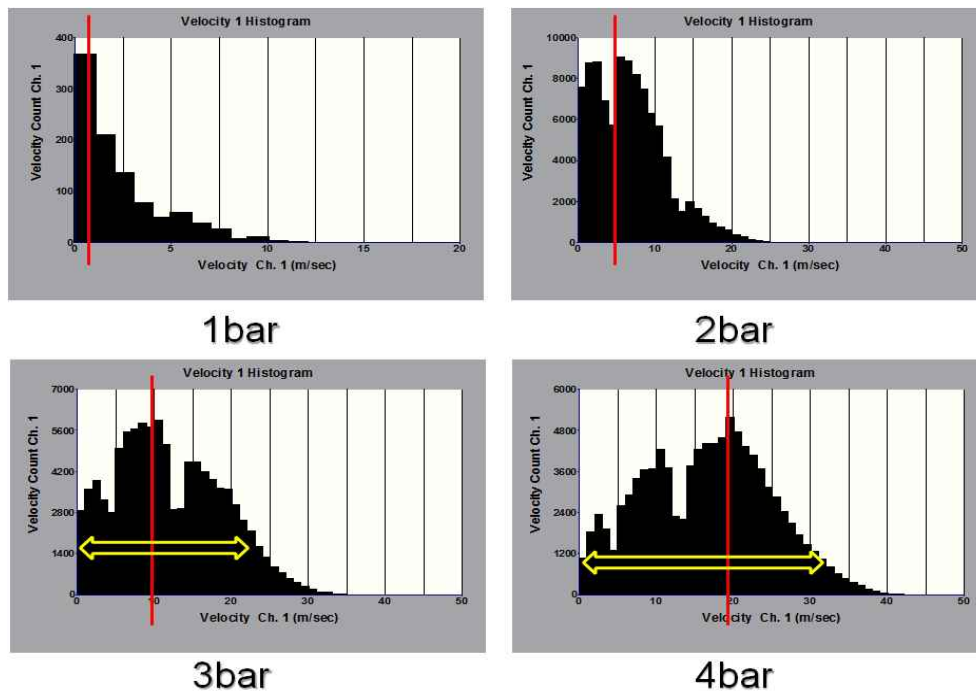 Velocity 1 Histogram
Velocity Count Ch. 1
400
300
200
100
0
0 5 10 15 20
Velocity Ch. 1 (m/sec)
1bar
Velocity 1 Histogram
Velocity Count Ch. 1
10000
8000
6000
4000
2000
0
0 10 20 30 40 50
Velocity Ch. 1 (m/sec)
2bar
Velocity 1 Histogram
Velocity Count Ch. 1
7000
5600
4200
2800
1400
0
0 10 20 30 40 50
Velocity Ch. 1 (m/sec)
3bar
Velocity 1 Histogram
Velocity Count Ch. 1
6000
4800
3600
2400
1200
0
0 10 20 30 40 50
Velocity Ch. 1 (m/sec)
4bar